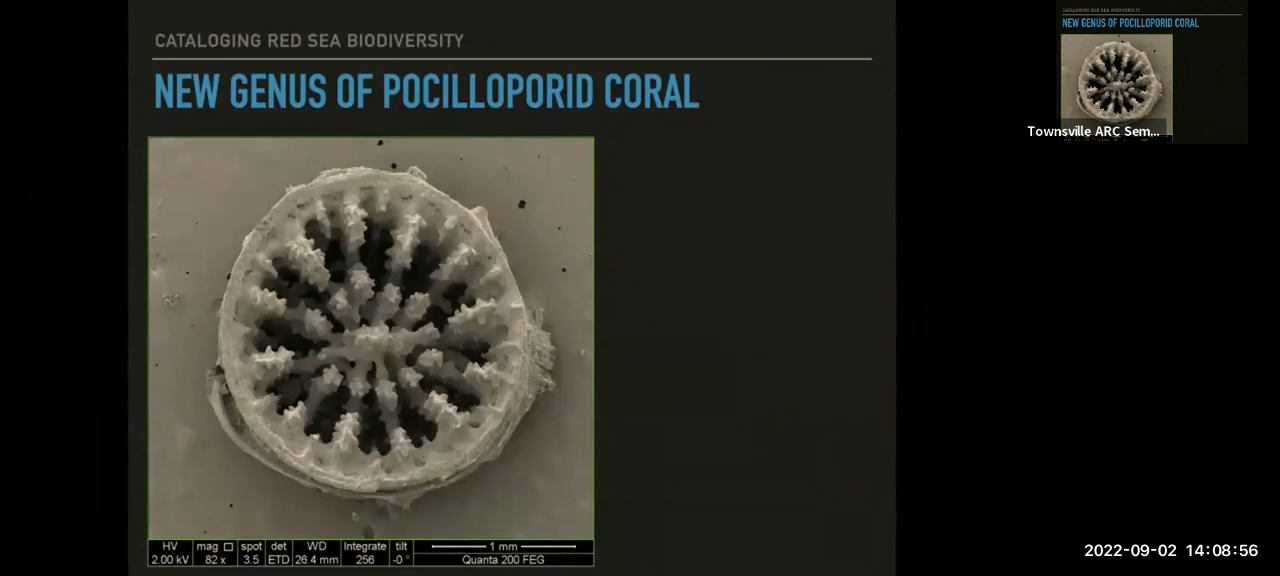 CATALOGING RED SEA BIODIVERSITY
NEW GENUS OF POCILLOPORID CORAL
HV mag spot det WD Integrate tilt 1 mm
2.00 kV 82 x 3.5 ETD 26.4 mm 256 -0 ° Quanta 200 FEG
CATALOGING RED SEA BIODIVERSITY
NEW GENUS OF POCILLOPORID CORAL
Townsville ARC Sem...
2022-09-02 14:08:56